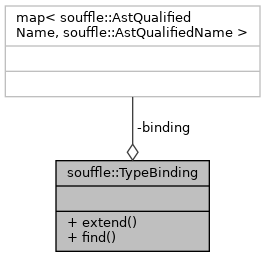 map< souffle::AstQualified
Name, souffle::AstQualifiedName >
-binding
souffle::TypeBinding
+ extend()
+ find()